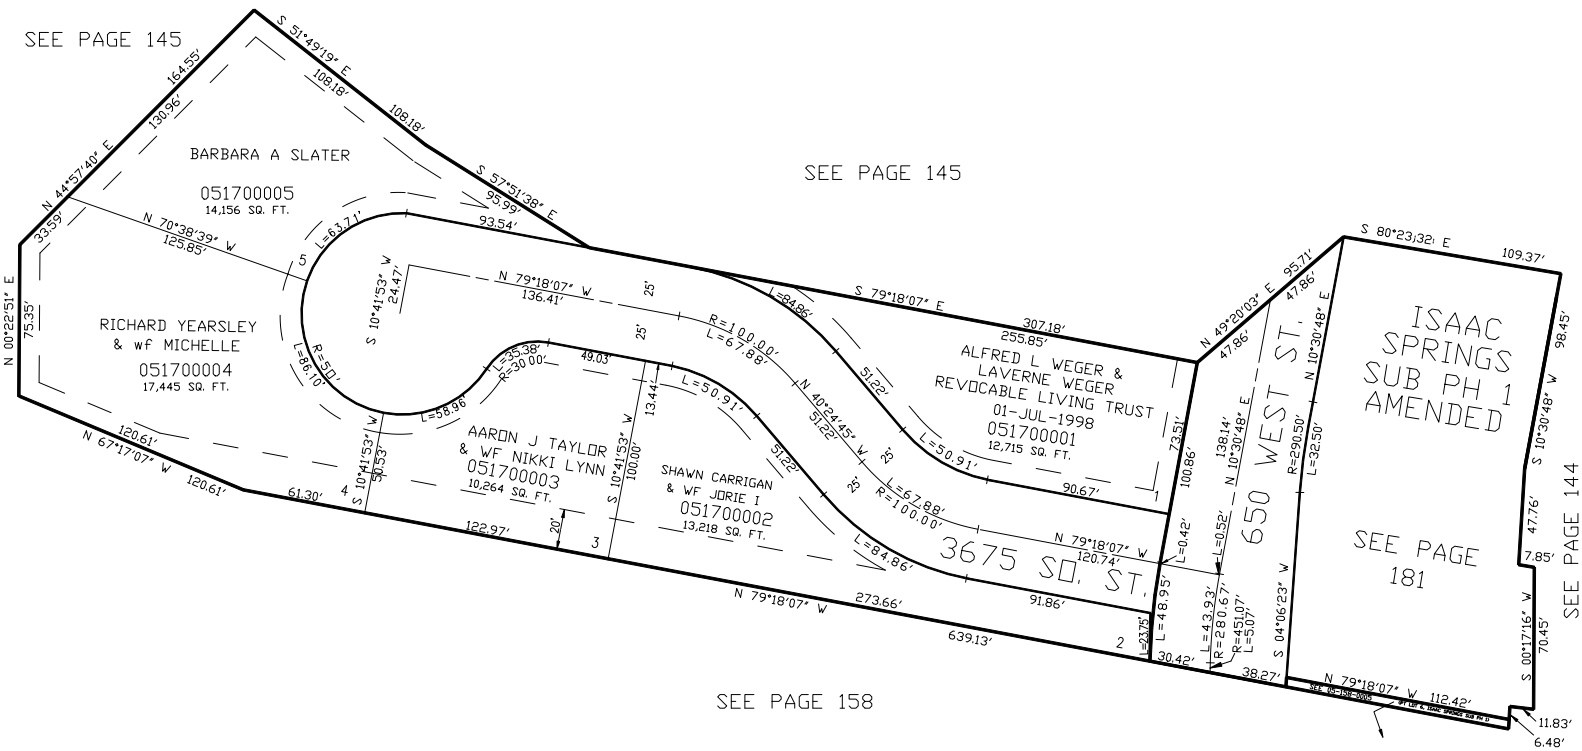 SEE PAGE 145
S 51°49'19" E
108.18'
108.18'
164.55'
130.96'
N 44°57'40" E
33.59'
BARBARA A SLATER
051700005
14,156 SQ. FT.
S 57°51'38" E
95.99'
93.54'
L=63.71'
N 70°38'39" W
125.85'
5
SEE PAGE 145
N 00°22'51" E
75.35'
RICHARD YEARSLEY
& wf MICHELLE
051700004
17,445 SQ. FT.
R=50'
L=86.10'
S 10°41'53" W
24.47'
N 79°18'07" W
136.41'
25'
25'
L=35.38'
R=30.00'
49.03'
L=58.96'
120.61'
N 67°17'07" W
120.61'
61.30'
4
S 10°41'53" W
50.53'
AARON J TAYLOR
& WF NIKKI LYNN
051700003
10,264 SQ. FT.
122.97'
20'
3
S 10°41'53" W
100.00'
13.44'
SHAWN CARRIGAN
& WF JORIE I
051700002
13,218 SQ. FT.
L=50.91'
51.22'
L=84.86'
R=100.00'
L=67.88'
N 40°24'45" W
51.22'
25'
25'
L=67.88'
R=100.00'
L=84.86'
51.22'
L=50.91'
90.67'
S 79°18'07" E
307.18'
255.85'
ALFRED L WEGER &
LAVERNE WEGER
REVOCABLE LIVING TRUST
01-JUL-1998
051700001
12,715 SQ. FT.
1
73.51'
100.86'
3675 SO. ST.
N 79°18'07" W
120.74'
91.86'
N 79°18'07" W
273.66'
639.13'
2
L=23.75'
L=48.95'
30.42'
38.27'
L=0.42'
L=0.52'
L=43.93'
R=280.67'
R=451.07'
L=5.07'
138.14'
N 10°30'48" E
N 49°20'03" E
95.71'
47.86'
47.86'
650 WEST ST.
N 10°30'48" E
R=290.50'
L=32.50'
S 04°06'23" W
S 80°23;32; E
109.37'
ISAAC
SPRINGS
SUB PH 1
AMENDED
SEE PAGE
181
98.45'
S 10°30'48" W
47.76'
7.85'
SEE PAGE 144
S 00°17'16" W
70.45'
N 79°18'07" W
112.42'
SEE 05-158-0005
11.83'
6.48'
SEE PAGE 158